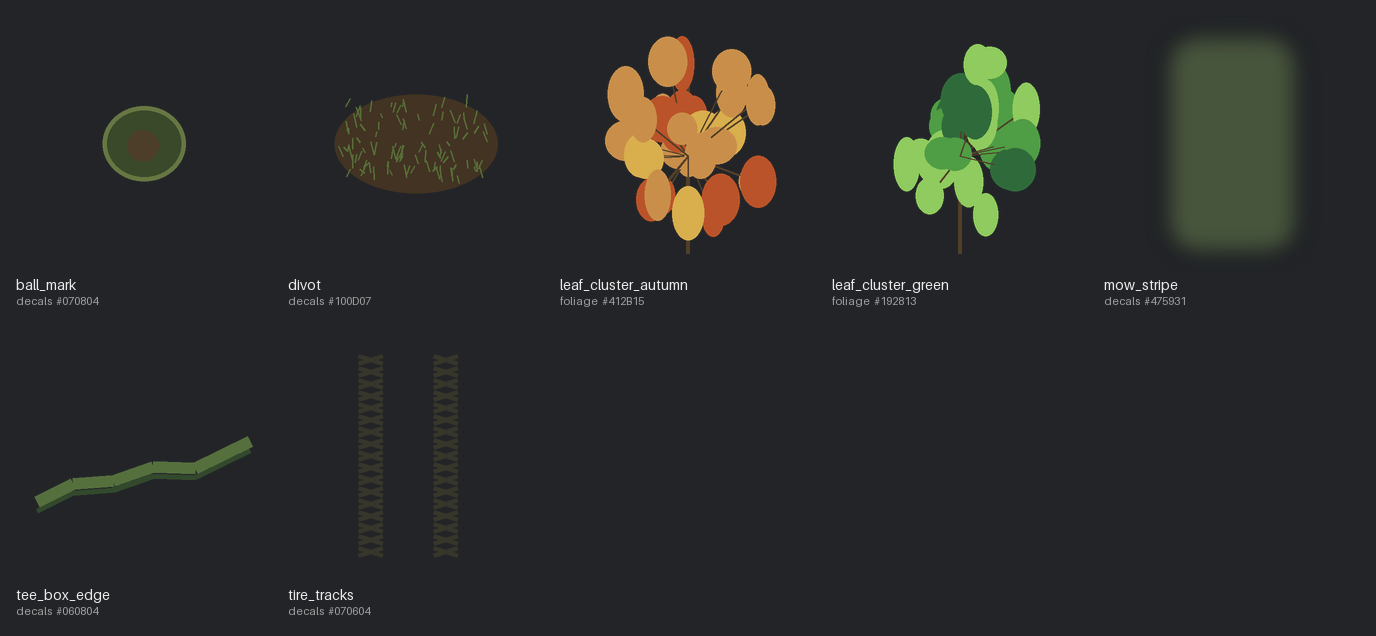 ball_mark
decals #070804
divot
decals #100D07
leaf_cluster_autumn
foliage #412B15
leaf_cluster_green
foliage #192813
mow_stripe
decals #475931
tee_box_edge
decals #060804
tire_tracks
decals #070604